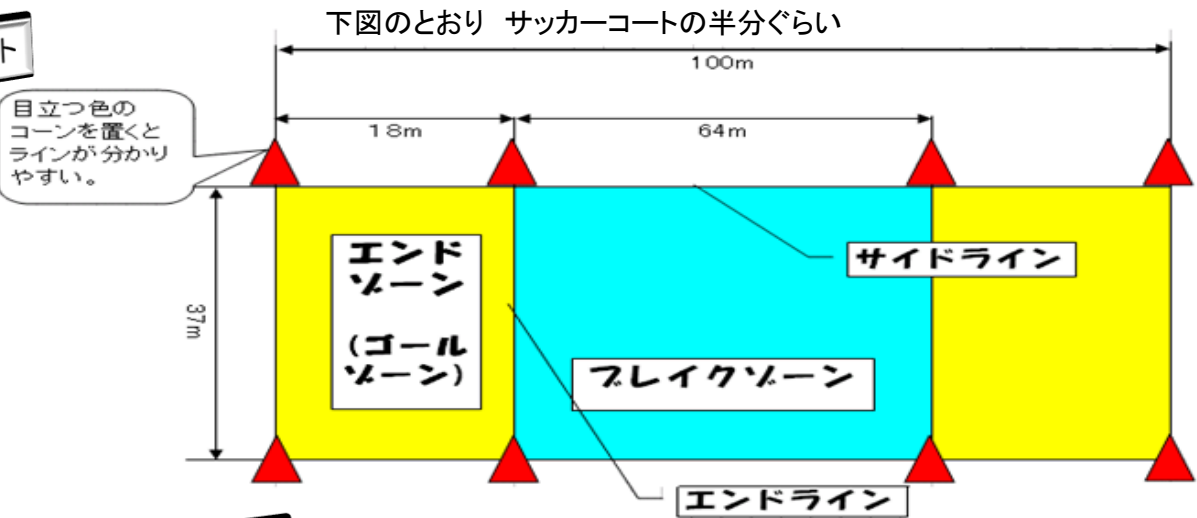 下図のとおり サッカーコートの半分ぐらい
ト
100m
目立つ色の
コーンを置くと
ラインが分かり
やすい。
18m
64m
エンド
ゾーン
(ゴール
ゾーン)
サイドライン
37m
ブレイクゾーン
エンドライン